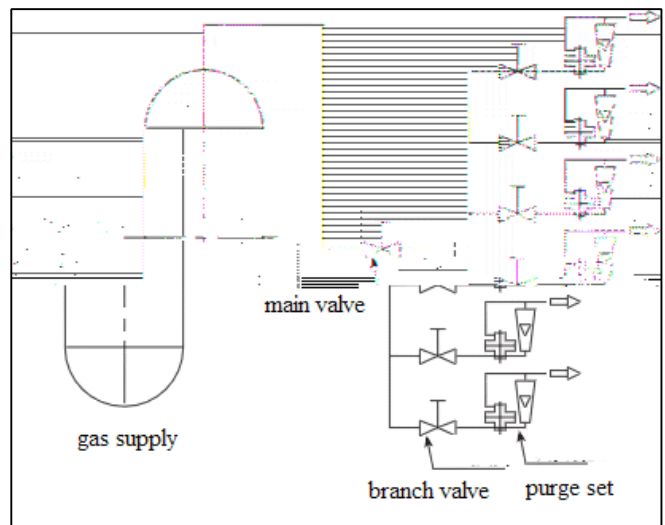 main valve
gas supply
branch valve
purge set